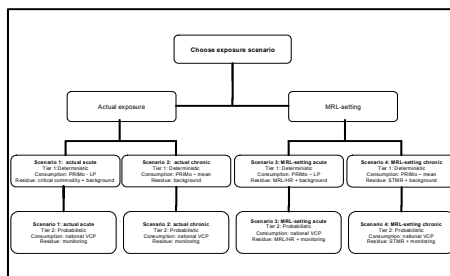 Choose exposure scenario
Actual exposure
MRL-setting
Scenario 1: actual acute
Tier 1:Deterministic
Consumption: PRIMo - LP
Residue: critical commodity + background
Scenario 2: actual chronic
Tier 1: Deterministic
Consumption: PRIMo – mean
Residue: background
Scenario 3: MRL-setting acute
Tier 1: Deterministic
Consumption: PRIMo – LP
Residue: MRL/HR + background
Scenario 4: MRL-setting chronic
Tier 1: Deterministic
Consumption: PRIMo – mean
Residue: STMR + background
Scenario 1: actual acute
Tier 2: Probabilistic
Consumption: national VCP
Residue: monitoring
Scenario 2: actual chronic
Tier 2: Probabilistic
Consumption: national VCP
Residue: monitoring
Scenario 3: MRL-setting acute
Tier 2: Probabilistic
Consumption: national VCP
Residue: MRL/HR + monitoring
Scenario 4: MRL-setting chronic
Tier 2: Probabilistic
Consumption: national VCP
Residue: STMR + monitoring